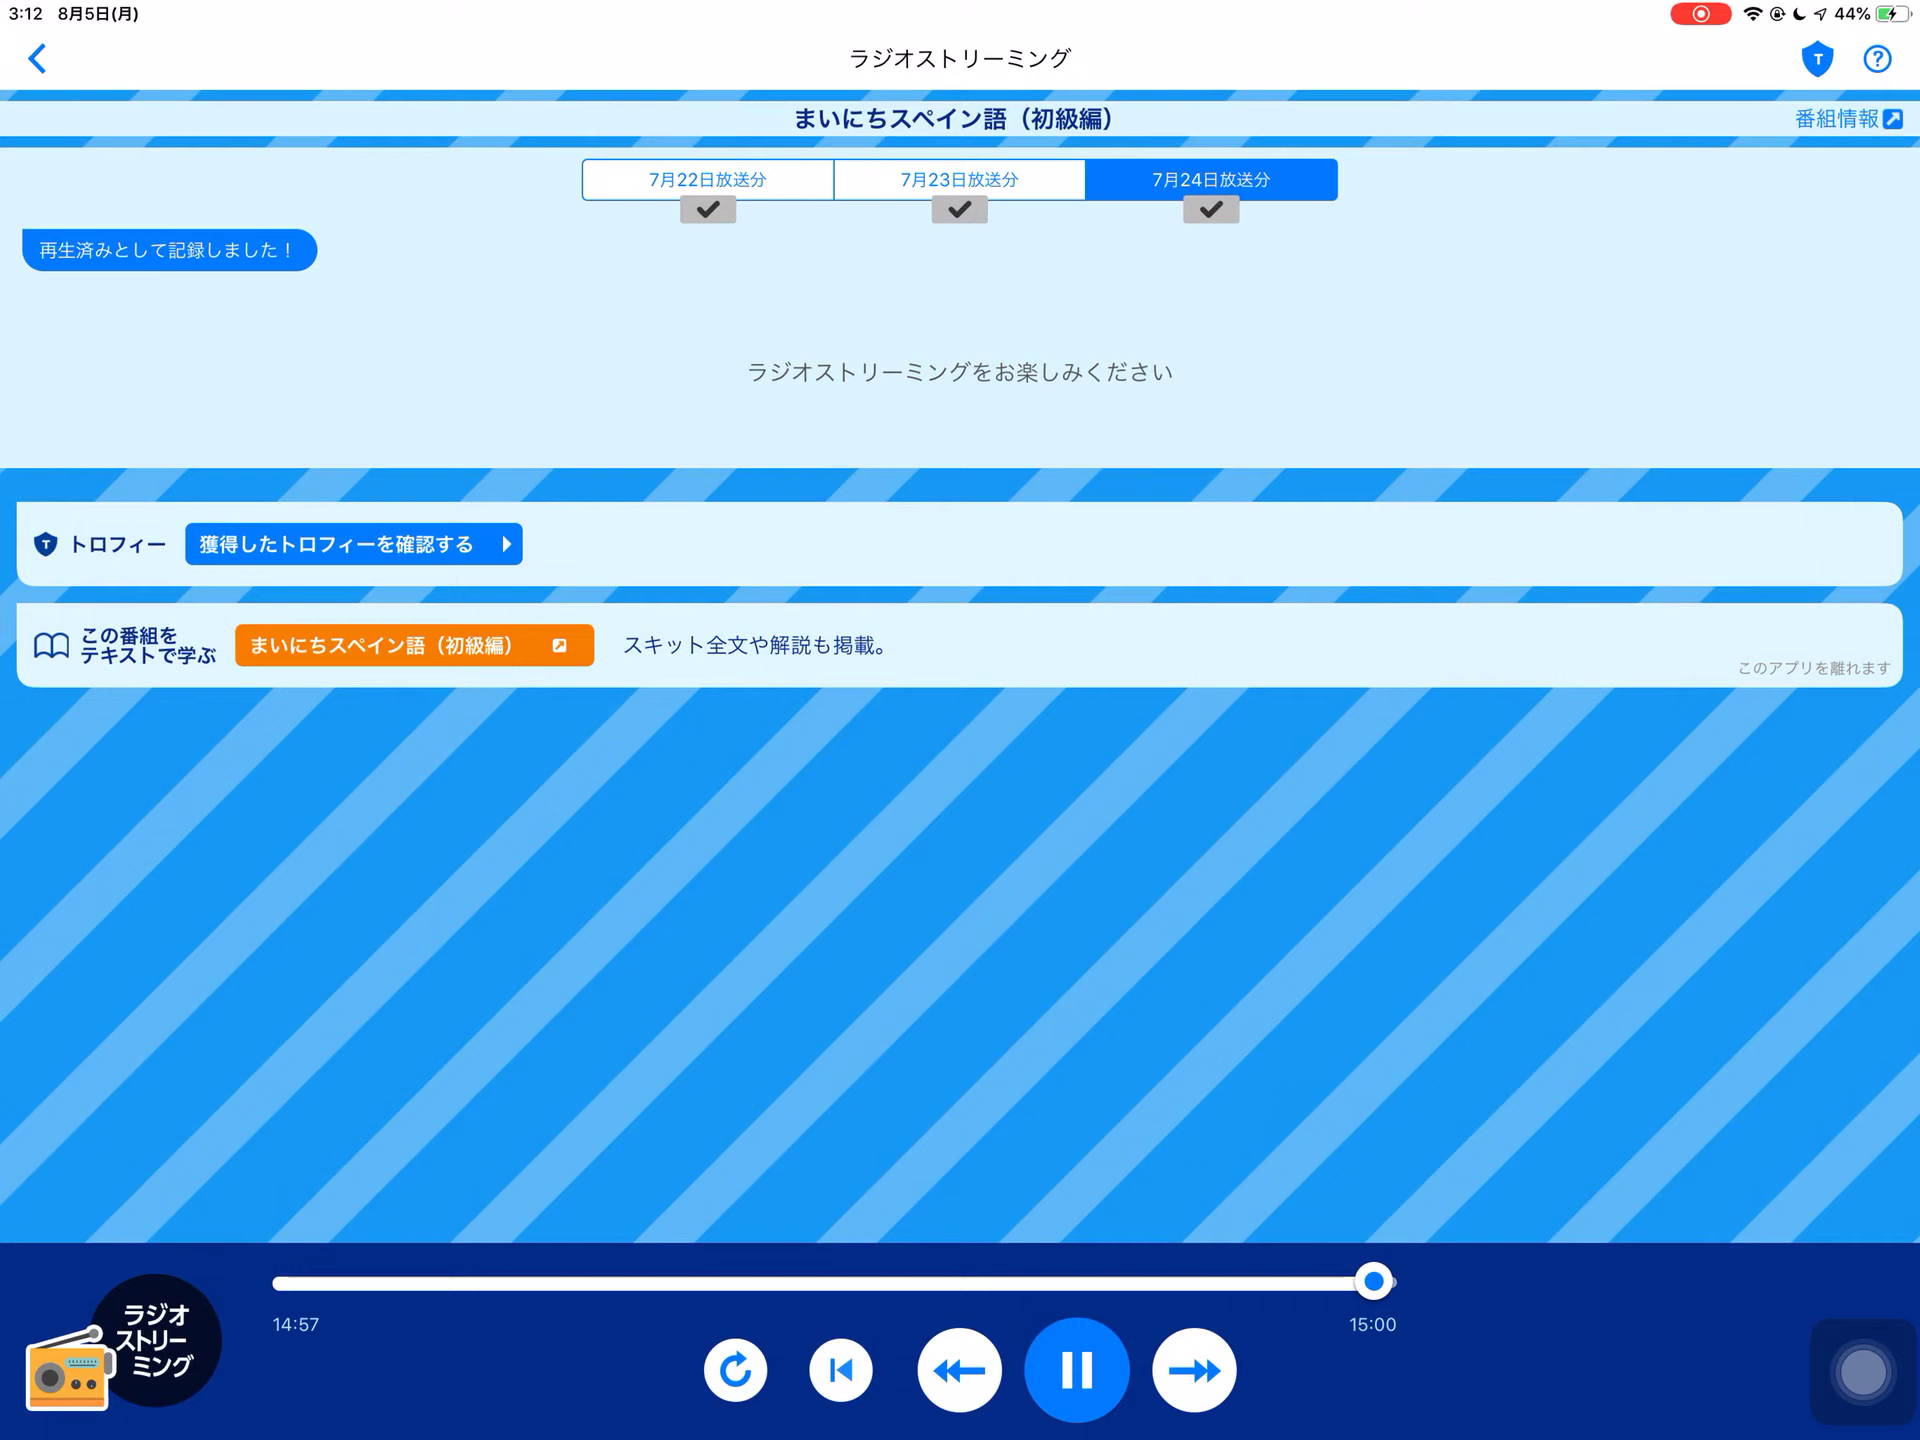 3:12 8月5日(月)
44%
ラジオストリーミング
T
?
まいにちスペイン語（初級編）
番組情報
7月22日放送分
7月23日放送分
7月24日放送分
再生済みとして記録しました！
ラジオストリーミングをお楽しみください
T トロフィー
獲得したトロフィーを確認する
この番組を
テキストで学ぶ
まいにちスペイン語（初級編）
スキット全文や解説も掲載。
このアプリを離れます
ラジオ
ストリー
ミング
14:57
15:00